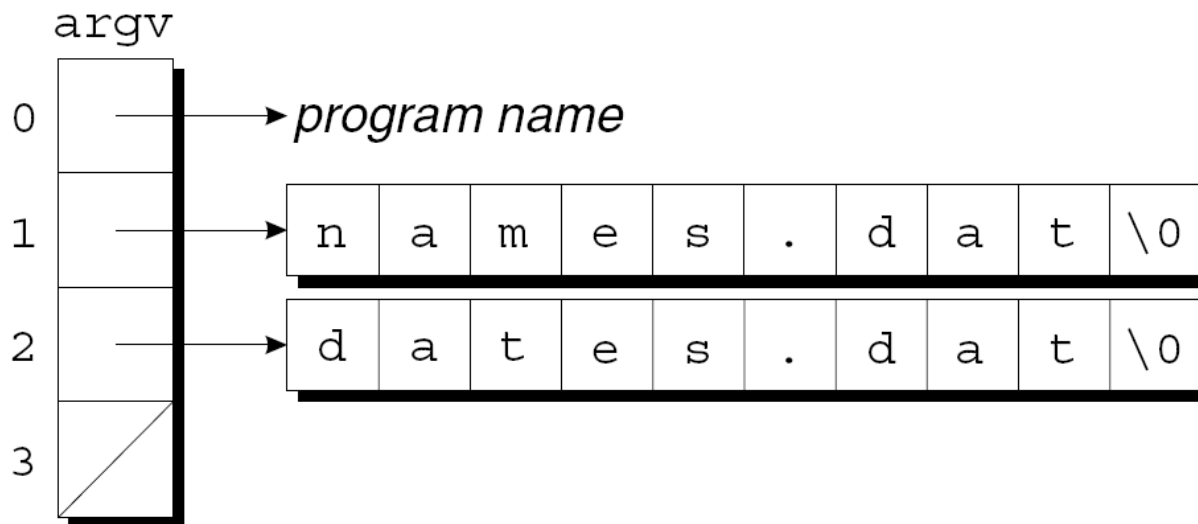 argv
0 program name
1 n a m e s . d a t \0
2 d a t e s . d a t \0
3